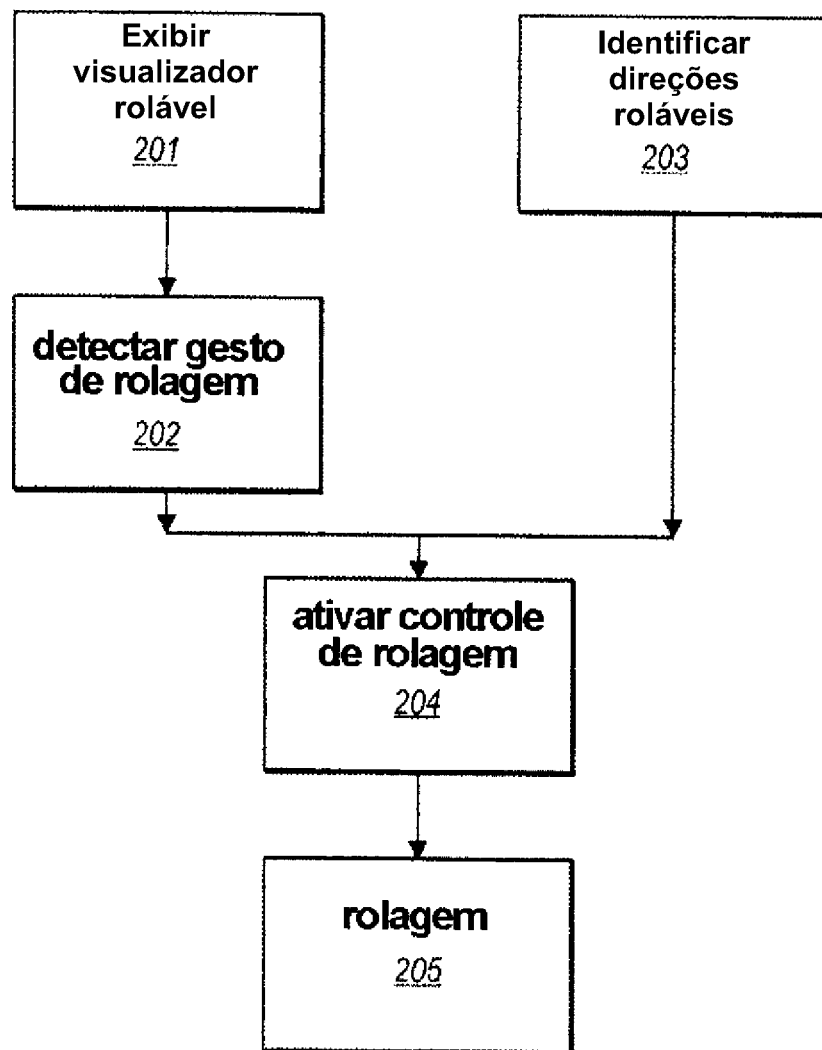 Exibir
visualizador
rolável
201
Identificar
direções
roláveis
203
detectar gesto
de rolagem
202
ativar controle
de rolagem
204
rolagem
205